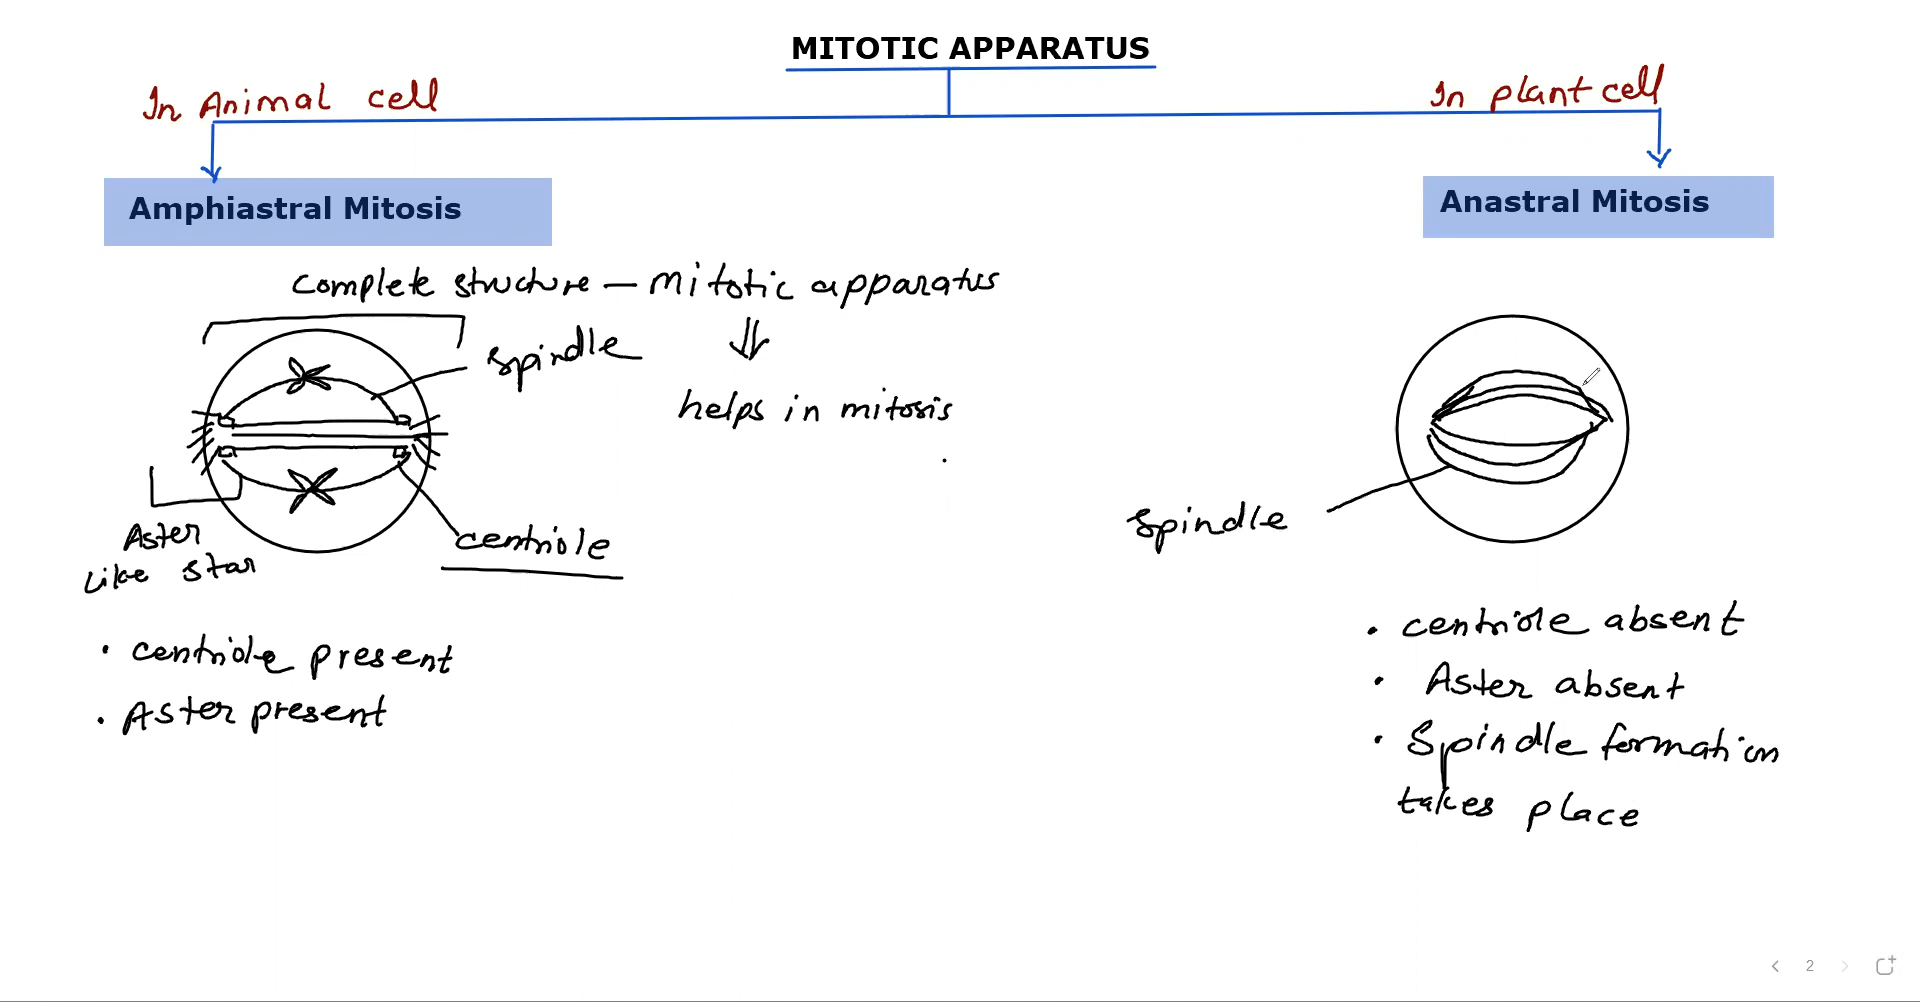 MITOTIC APPARATUS
In Animal cell
In plant cell
Amphiastral Mitosis
Anastral Mitosis
complete structure - mitotic apparatus
spindle
helps in mitosis
Aster
Like star
centriole
spindle
• centriole present
• Aster present
• centriole absent
• Aster absent
• Spindle formation
takes place
2